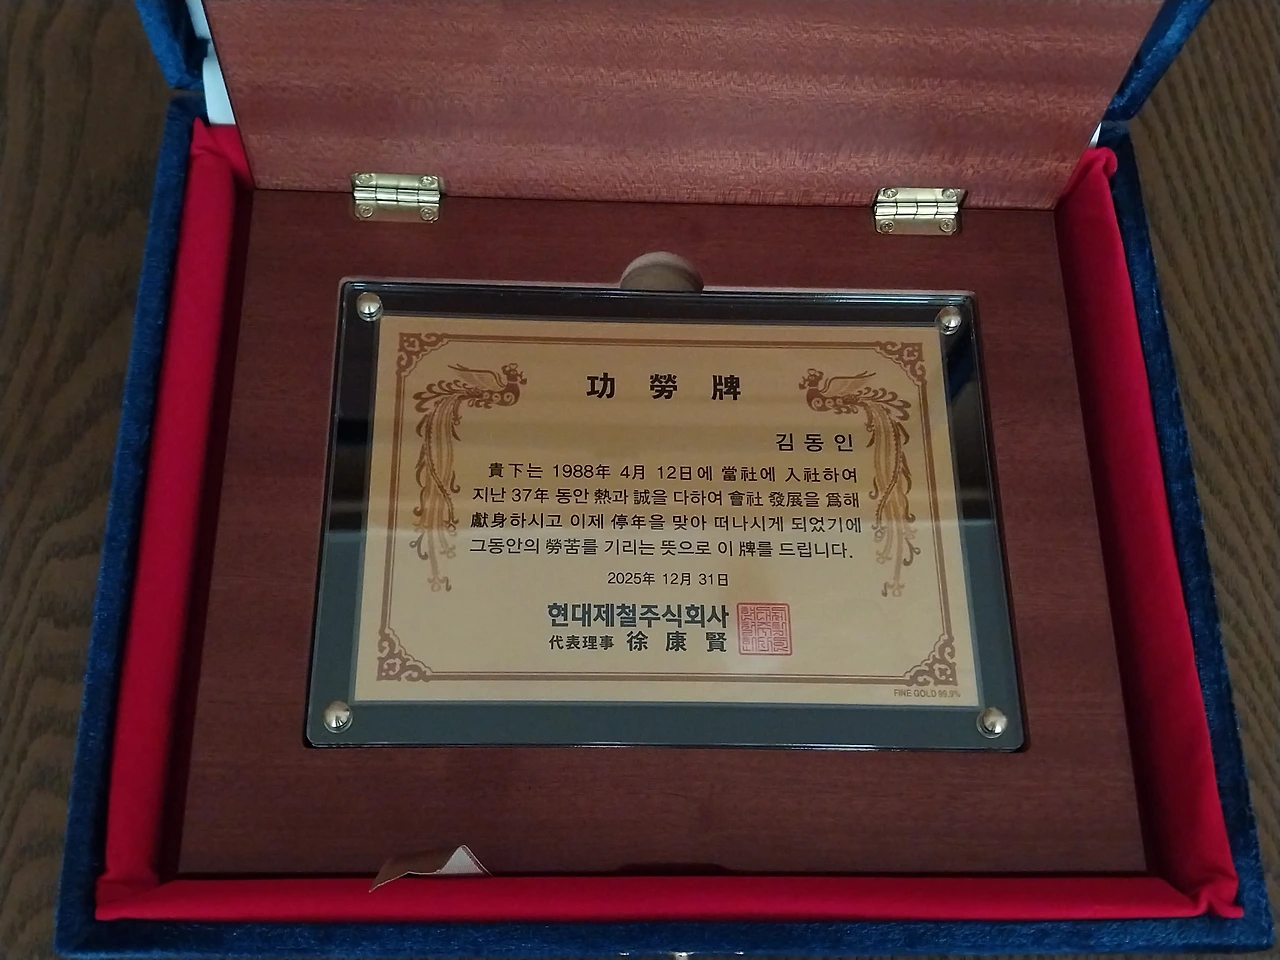 功勞牌
김동인
貴下는 1988年 4月 12日에 當社에 入社하여
지난 37年 동안 熱과 誠을 다하여 會社 發展을 爲해
獻身하시고 이제 停年을 맞아 떠나시게 되었기에
그동안의 勞苦를 기리는 뜻으로 이 牌를 드립니다.
2025年 12月 31日
현대제철주식회사
代表理事 徐康賢
FINE GOLD 99.9%